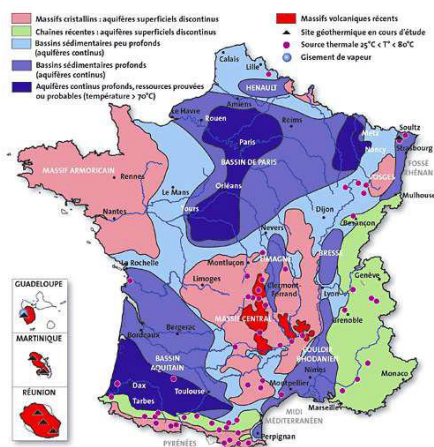 Massifs cristallins : aquifères superficiels discontinus
Chaînes récentes : aquifères superficiels discontinus
Bassins sédimentaires peu profonds
(aquifères continus)
Bassins sédimentaires profonds
(aquifères continus)
Aquifères continus profonds, ressources prouvées
ou probables (température > 70°C)
Massifs volcaniques récents
Site géothermique en cours d'étude
Source thermale 25°C < T° < 80°C
Gisement de vapeur
Calais
Lille
HENAULT
Amiens
Le Havre
Rouen
Reims
Paris
BASSIN DE PARIS
Metz
Nancy
Soultz
Strasbourg
FOSSÉ
RHÉNAN
VOSGES
Mulhouse
MASSIF ARMORICAIN
Rennes
Le Mans
Orléans
Tours
Nantes
Dijon
Besançon
Nevers
BRESSE
La Rochelle
Montluçon
LIMAGNE
Limoges
Clermont-
Ferrand
Genève
Lyon
Grenoble
MASSIF CENTRAL
COULOIR
RHODANIEN
Bordeaux
Bergerac
BASSIN
AQUITAIN
Dax
Tarbes
Toulouse
Montpellier
Nîmes
Marseille
Monaco
MIDI
MÉDITERRANÉEN
Perpignan
PYRÉNÉES
GUADELOUPE
MARTINIQUE
RÉUNION